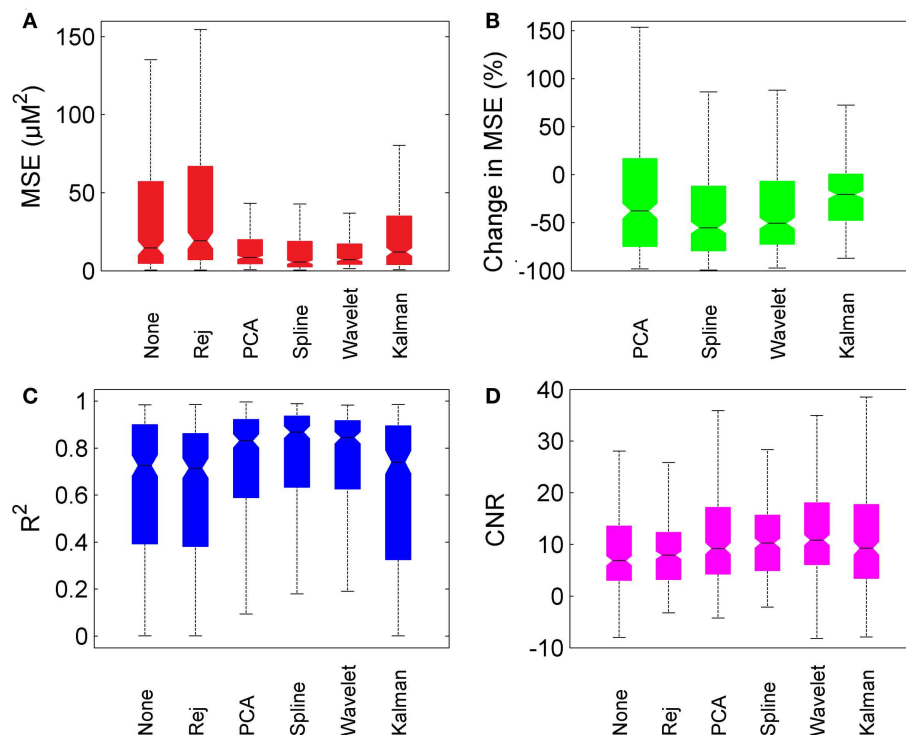 A
MSE (µM²)
150
100
50
0
None
Rej
PCA
Spline
Wavelet
Kalman
B
Change in MSE (%)
150
100
50
0
-50
-100
PCA
Spline
Wavelet
Kalman
C
R²
1
0.8
0.6
0.4
0.2
0
None
Rej
PCA
Spline
Wavelet
Kalman
D
CNR
40
30
20
10
0
-10
None
Rej
PCA
Spline
Wavelet
Kalman